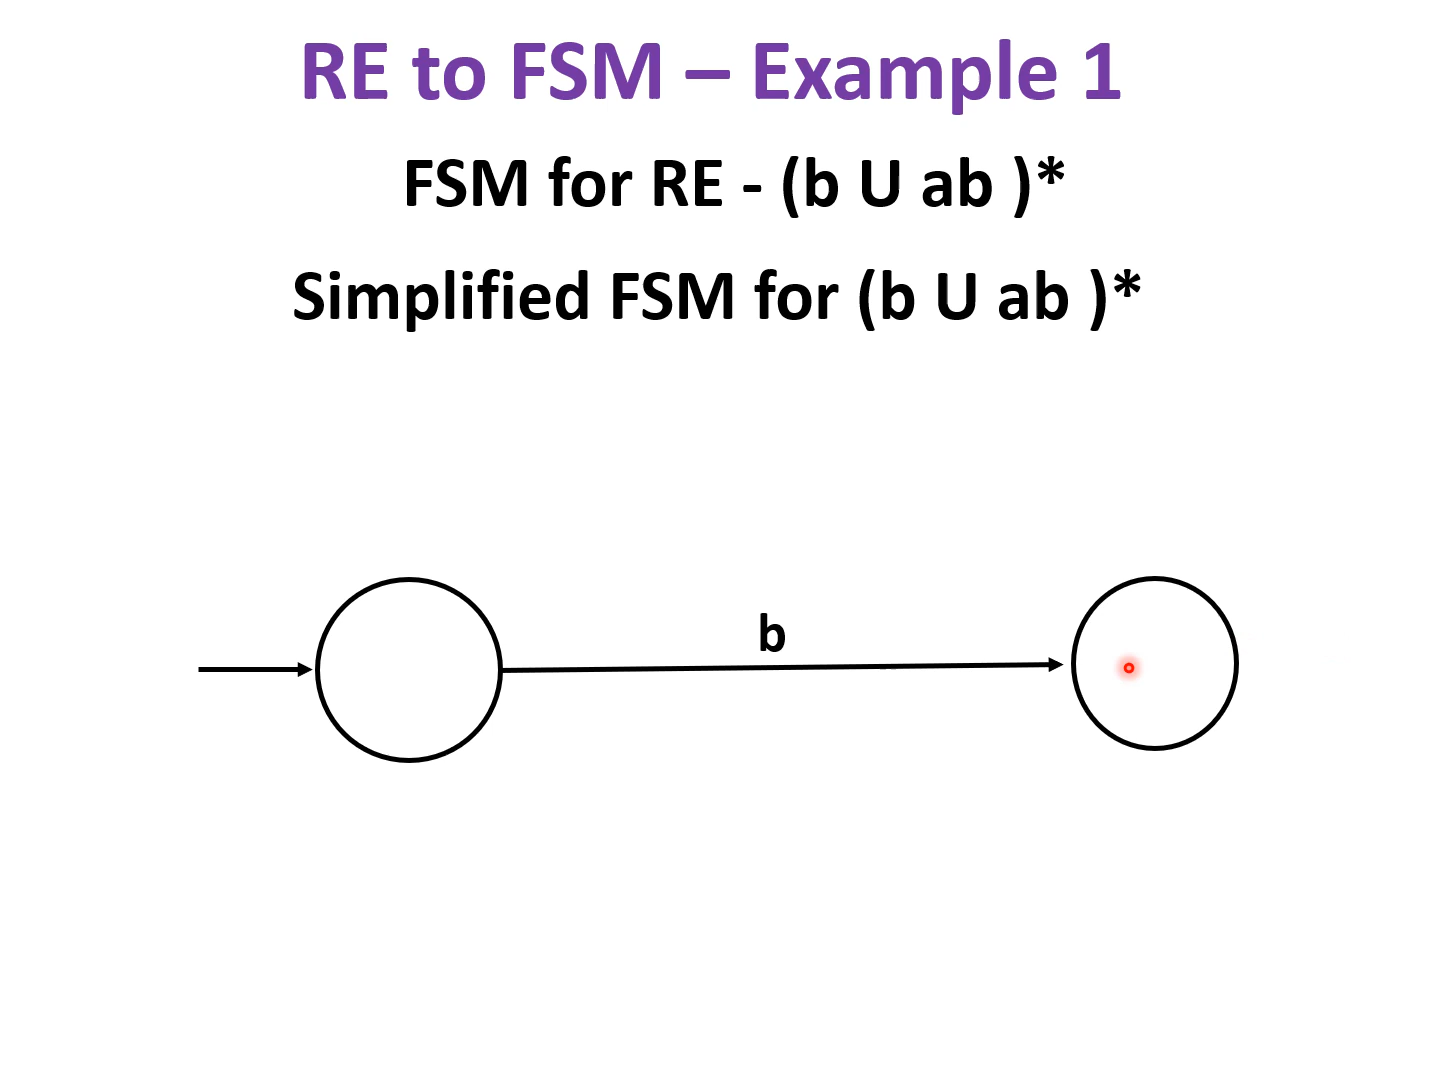 RE to FSM – Example 1
FSM for RE - (b U ab )*
Simplified FSM for (b U ab )*
b